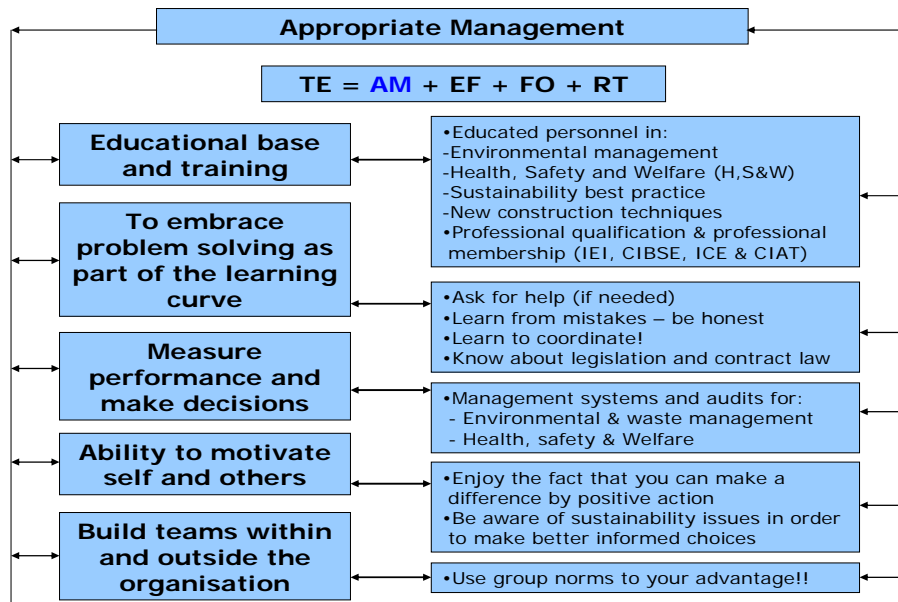 Appropriate Management
TE = AM + EF + FO + RT
Educational base
and training
•Educated personnel in:
-Environmental management
-Health, Safety and Welfare (H,S&W)
-Sustainability best practice
-New construction techniques
•Professional qualification & professional
membership (IEI, CIBSE, ICE & CIAT)
To embrace
problem solving as
part of the learning
curve
•Ask for help (if needed)
•Learn from mistakes – be honest
•Learn to coordinate!
•Know about legislation and contract law
Measure
performance and
make decisions
•Management systems and audits for:
- Environmental & waste management
- Health, safety & Welfare
Ability to motivate
self and others
•Enjoy the fact that you can make a
difference by positive action
•Be aware of sustainability issues in order
to make better informed choices
Build teams within
and outside the
organisation
•Use group norms to your advantage!!